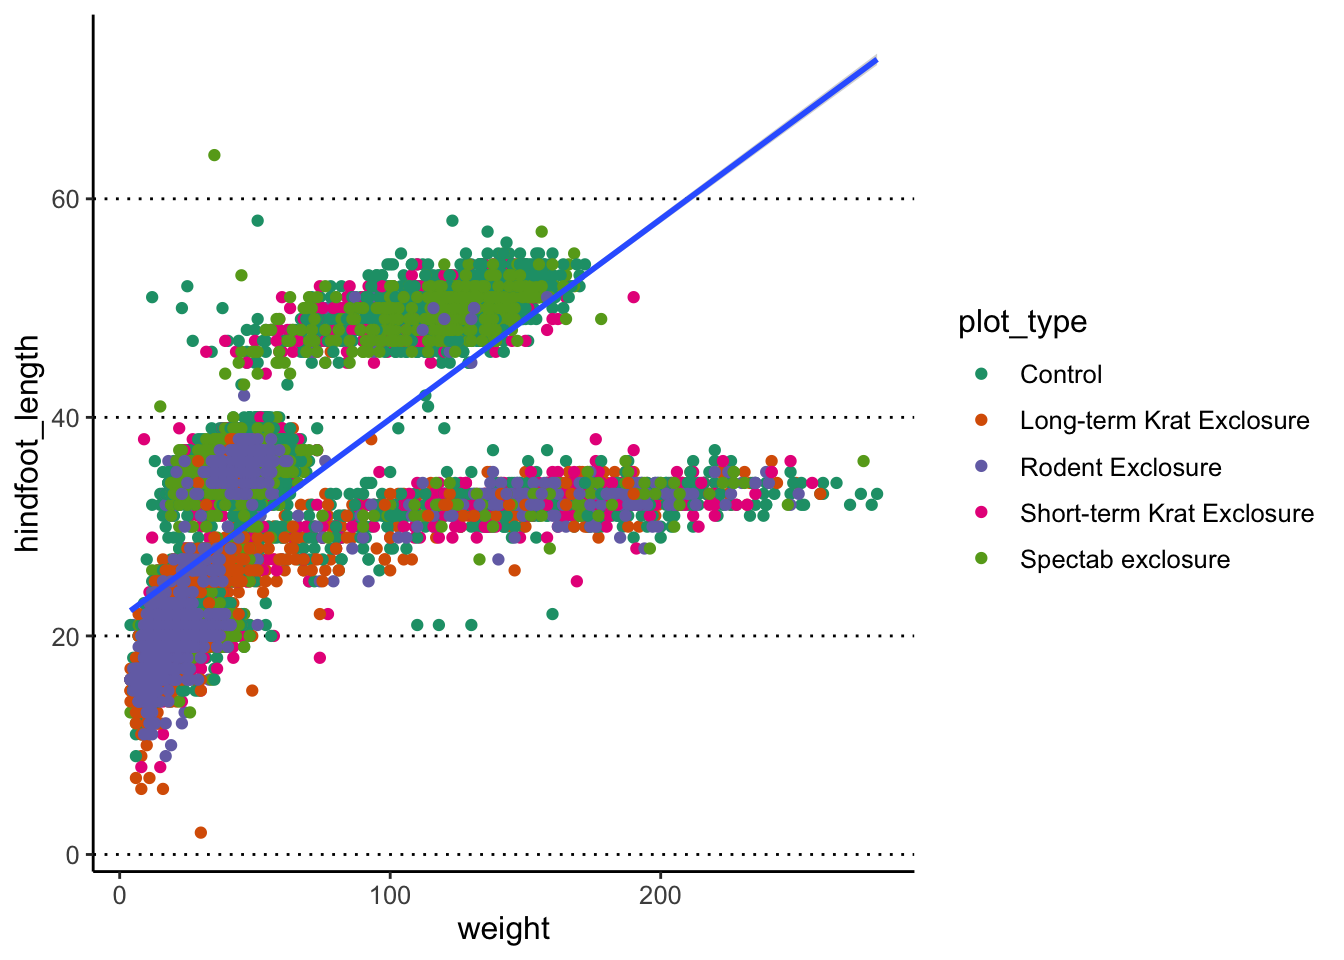 60
40
20
0
hindfoot_length
0 100 200
weight
plot_type
Control
Long-term Krat Exclosure
Rodent Exclosure
Short-term Krat Exclosure
Spectab exclosure